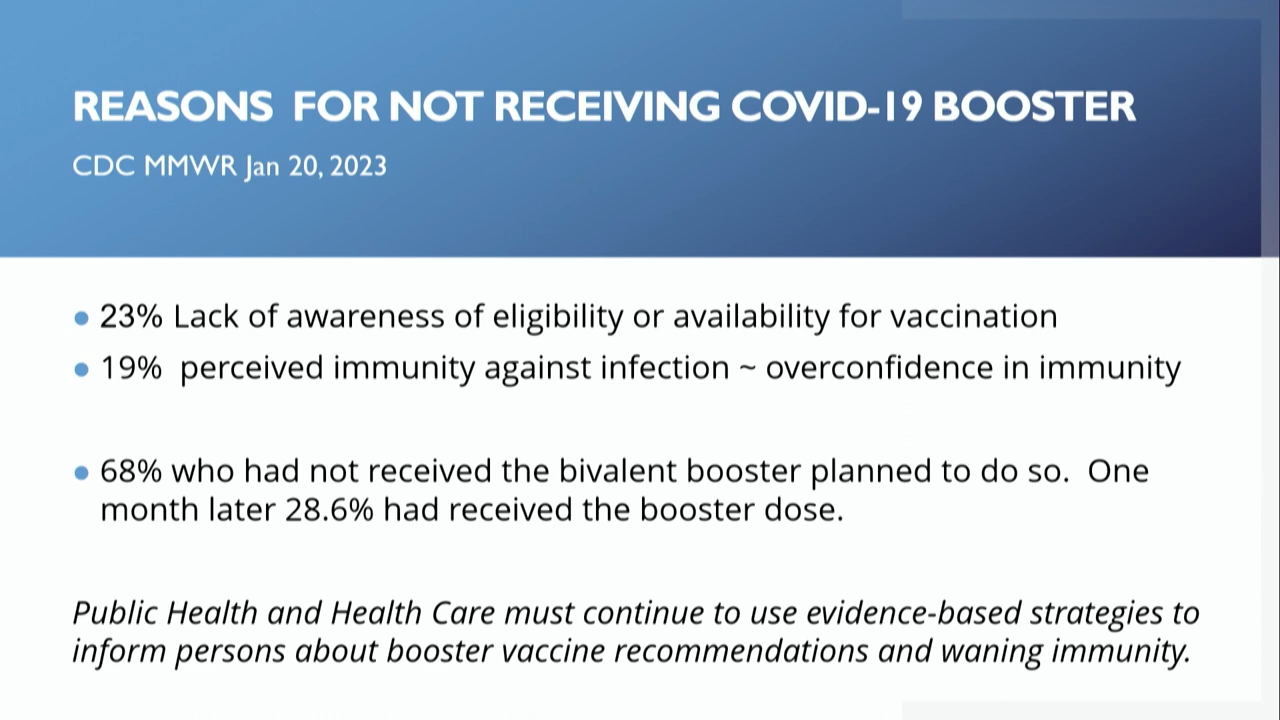 REASONS FOR NOT RECEIVING COVID-19 BOOSTER
CDC MMWR Jan 20, 2023
• 23% Lack of awareness of eligibility or availability for vaccination
• 19% perceived immunity against infection ~ overconfidence in immunity
• 68% who had not received the bivalent booster planned to do so. One
month later 28.6% had received the booster dose.
Public Health and Health Care must continue to use evidence-based strategies to
inform persons about booster vaccine recommendations and waning immunity.